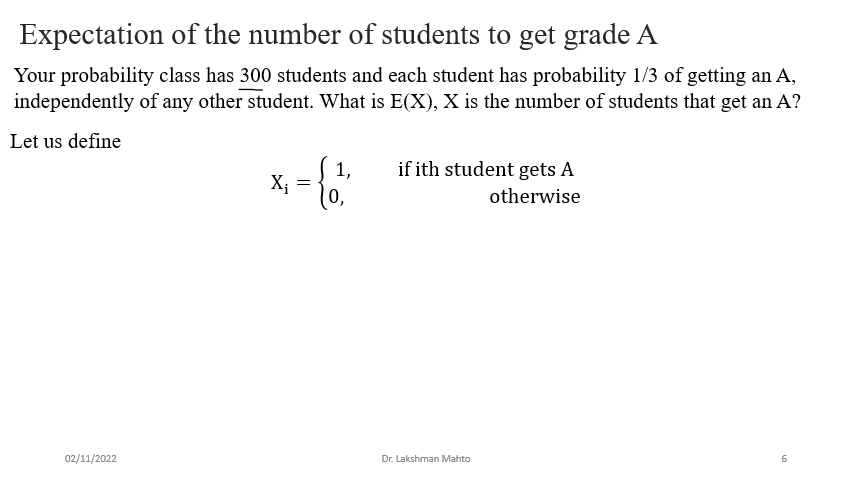 Expectation of the number of students to get grade A
Your probability class has 300 students and each student has probability 1/3 of getting an A,
independently of any other student. What is E(X), X is the number of students that get an A?
Let us define
Xᵢ = { 1, if ith student gets A
0, otherwise
02/11/2022 Dr. Lakshman Mahto 6